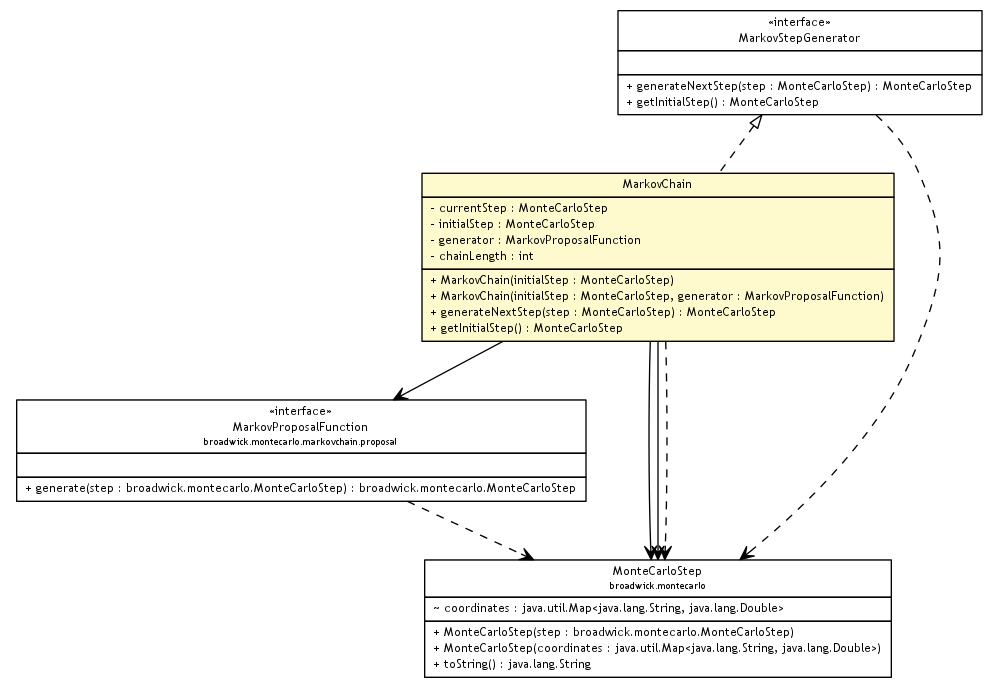 «interface»
MarkovStepGenerator
+ generateNextStep(step : MonteCarloStep) : MonteCarloStep
+ getInitialStep() : MonteCarloStep
MarkovChain
- currentStep : MonteCarloStep
- initialStep : MonteCarloStep
- generator : MarkovProposalFunction
- chainLength : int
+ MarkovChain(initialStep : MonteCarloStep)
+ MarkovChain(initialStep : MonteCarloStep, generator : MarkovProposalFunction)
+ generateNextStep(step : MonteCarloStep) : MonteCarloStep
+ getInitialStep() : MonteCarloStep
«interface»
MarkovProposalFunction
broadwick.montecarlo.markovchain.proposal
+ generate(step : broadwick.montecarlo.MonteCarloStep) : broadwick.montecarlo.MonteCarloStep
MonteCarloStep
broadwick.montecarlo
~ coordinates : java.util.Map<java.lang.String, java.lang.Double>
+ MonteCarloStep(step : broadwick.montecarlo.MonteCarloStep)
+ MonteCarloStep(coordinates : java.util.Map<java.lang.String, java.lang.Double>)
+ toString() : java.lang.String